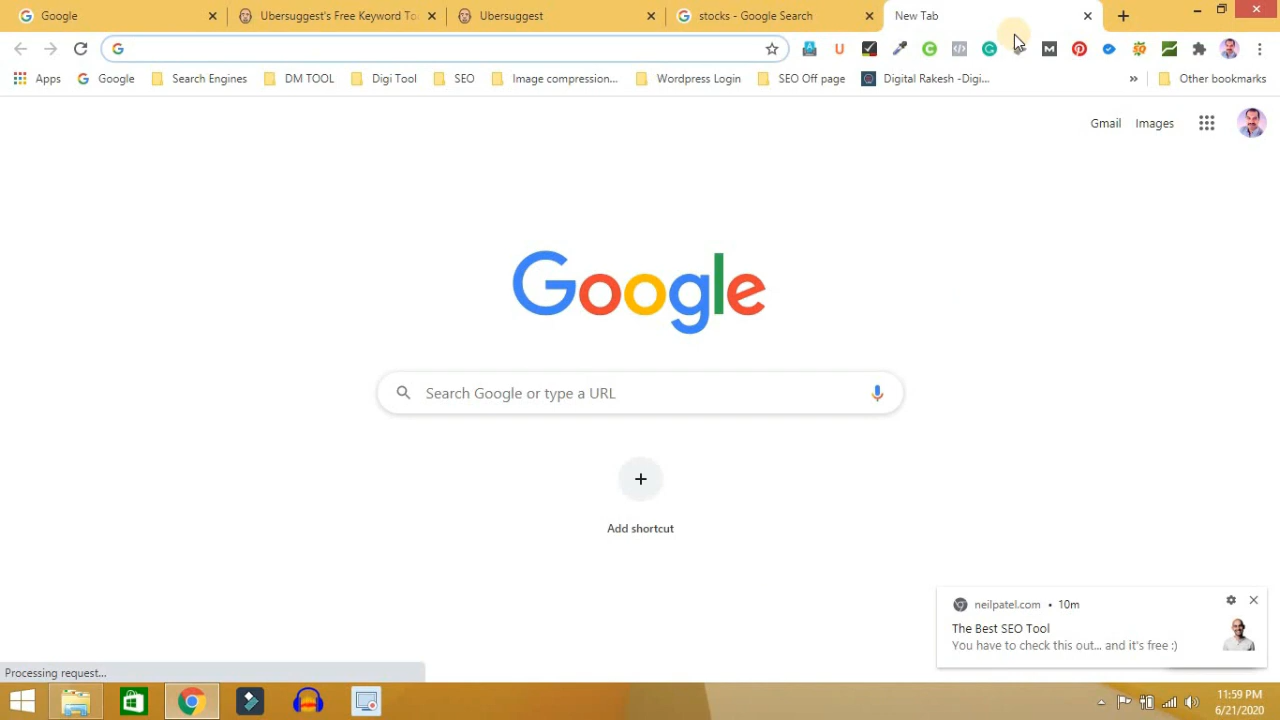 Google
Ubersuggest's Free Keyword To
Ubersuggest
stocks - Google Search
New Tab
Apps
Google
Search Engines
DM TOOL
Digi Tool
SEO
Image compression...
Wordpress Login
SEO Off page
Digital Rakesh -Digi...
»
Other bookmarks
Gmail
Images
Google
Search Google or type a URL
Add shortcut
neilpatel.com • 10m
The Best SEO Tool
You have to check this out... and it's free :)
Processing request...
11:59 PM
6/21/2020